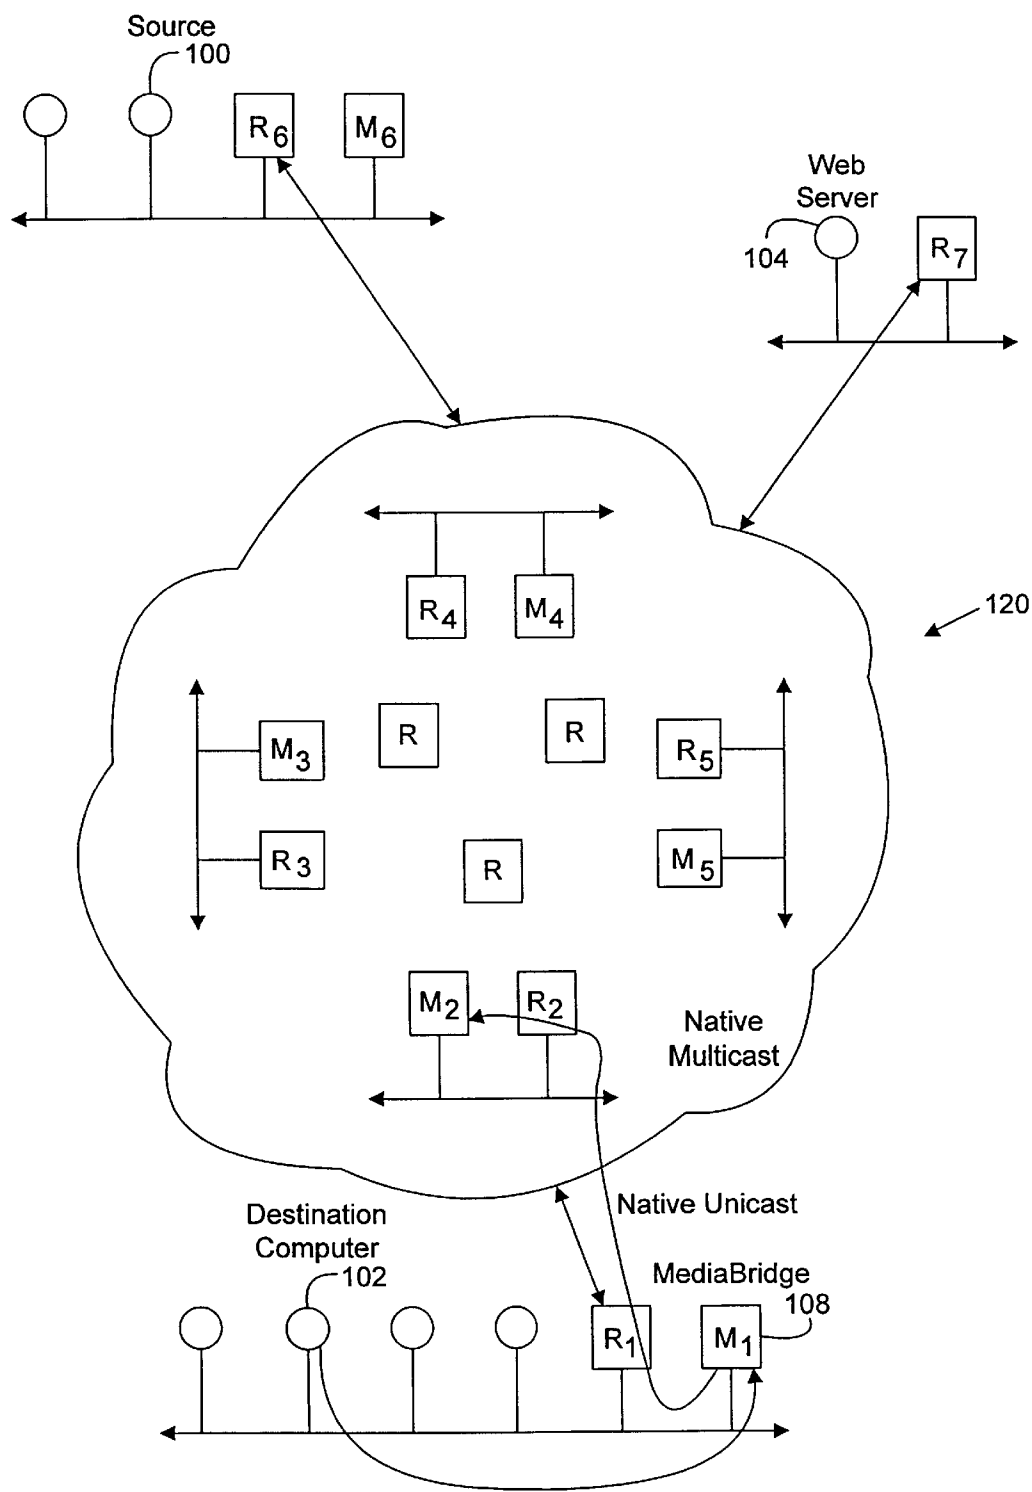 Source
100
R6 M6
Web
Server
104
R7
R4 M4
120
M3
R
R
R5
R3
R
M5
M2 R2
Native
Multicast
Native Unicast
Destination
Computer
102
MediaBridge
108
R1 M1